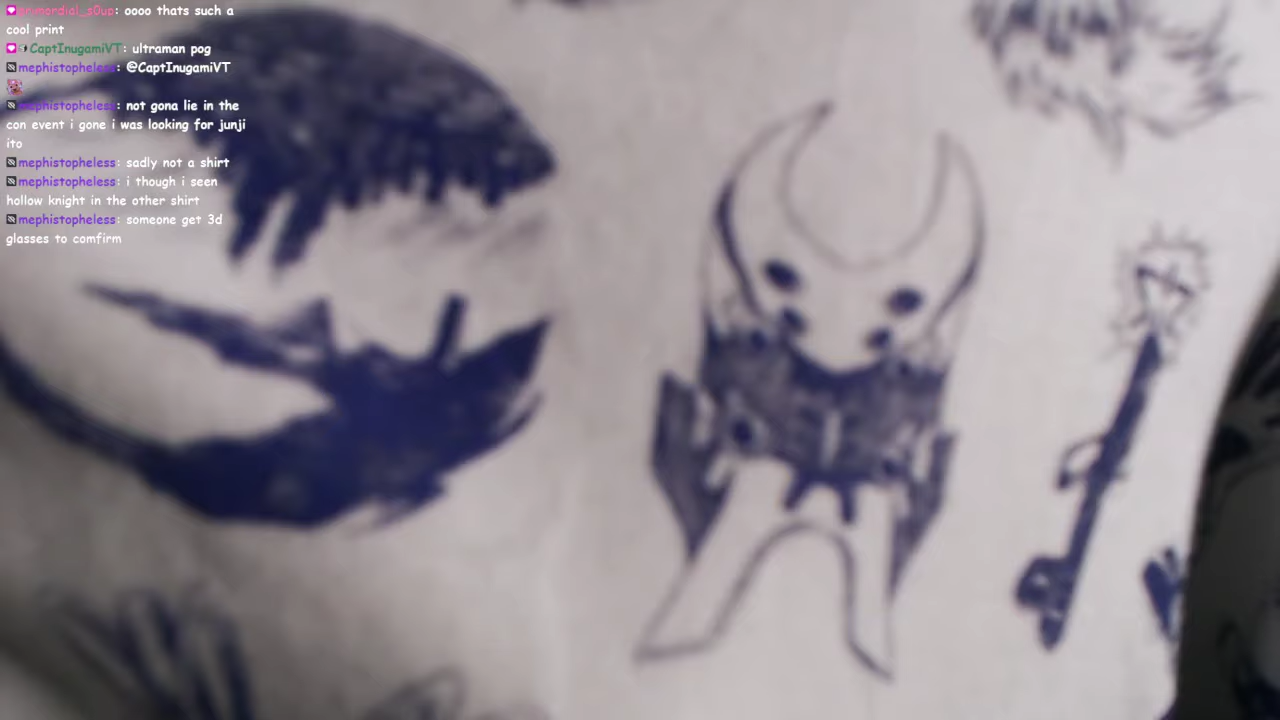 primordial_s0up: oooo thats such a
cool print
CaptInugamiVT: ultraman pog
mephistopheless: @CaptInugamiVT
mephistopheless: not gona lie in the
con event i gone i was looking for junji
ito
mephistopheless: sadly not a shirt
mephistopheless: i though i seen
hollow knight in the other shirt
mephistopheless: someone get 3d
glasses to comfirm